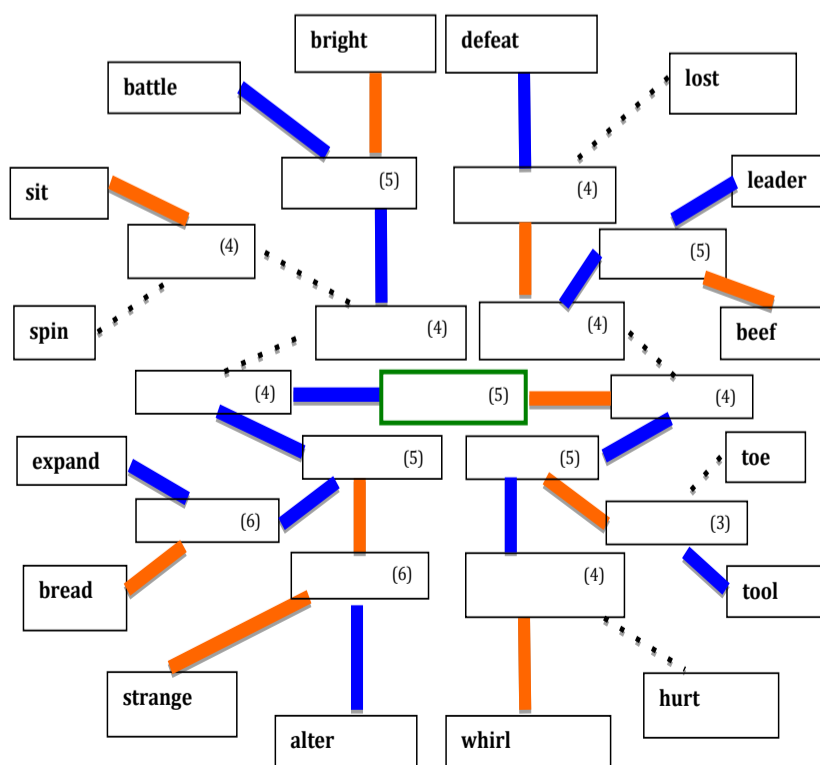 bright
defeat
battle
lost
(5)
(4)
leader
sit
(4)
(5)
spin
(4)
(4)
beef
(4)
(5)
(4)
expand
(5)
(5)
toe
(6)
(3)
bread
(6)
(4)
tool
strange
hurt
alter
whirl